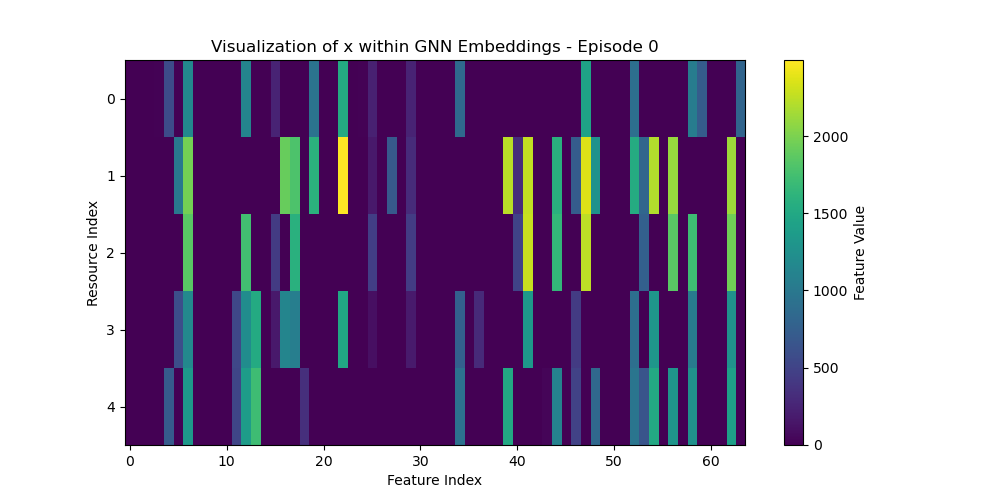 Visualization of x within GNN Embeddings - Episode 0
Resource Index
0
1
2
3
4
0 10 20 30 40 50 60
Feature Index
2000
1500
1000
500
0
Feature Value